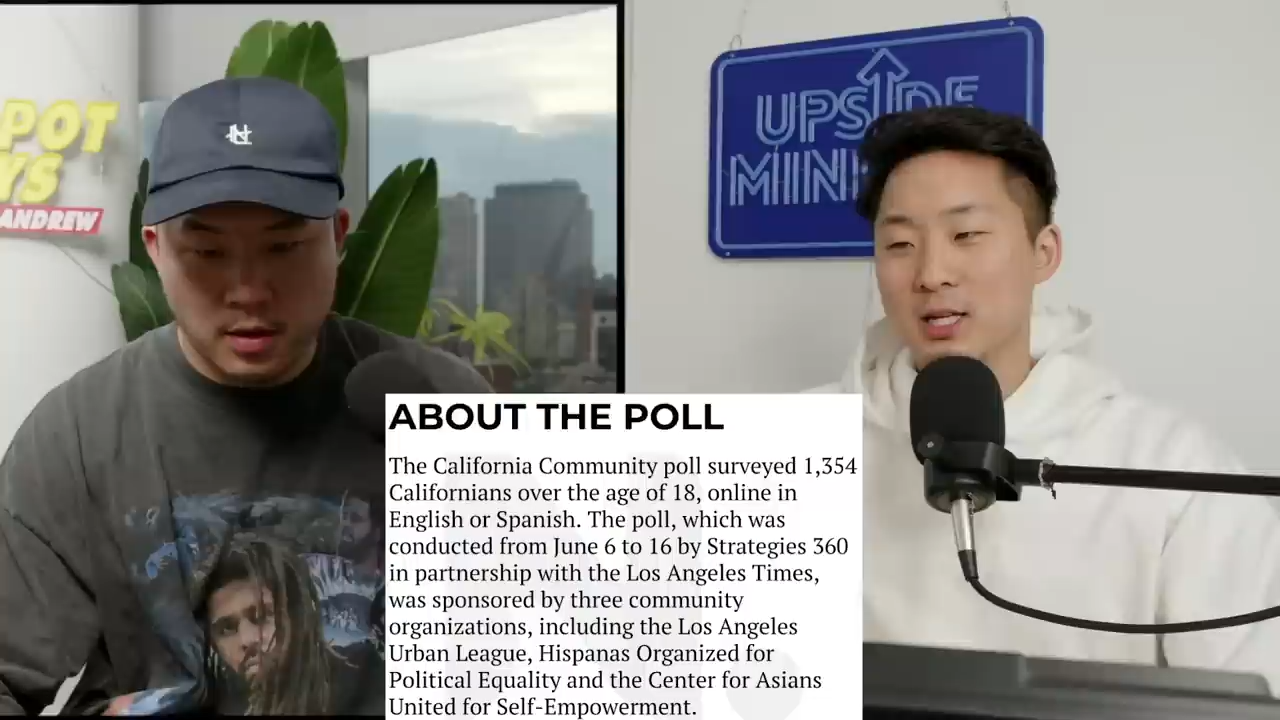 POT
YS
ANDREW
UPSIDE
MIN
ABOUT THE POLL
The California Community poll surveyed 1,354
Californians over the age of 18, online in
English or Spanish. The poll, which was
conducted from June 6 to 16 by Strategies 360
in partnership with the Los Angeles Times,
was sponsored by three community
organizations, including the Los Angeles
Urban League, Hispanas Organized for
Political Equality and the Center for Asians
United for Self-Empowerment.